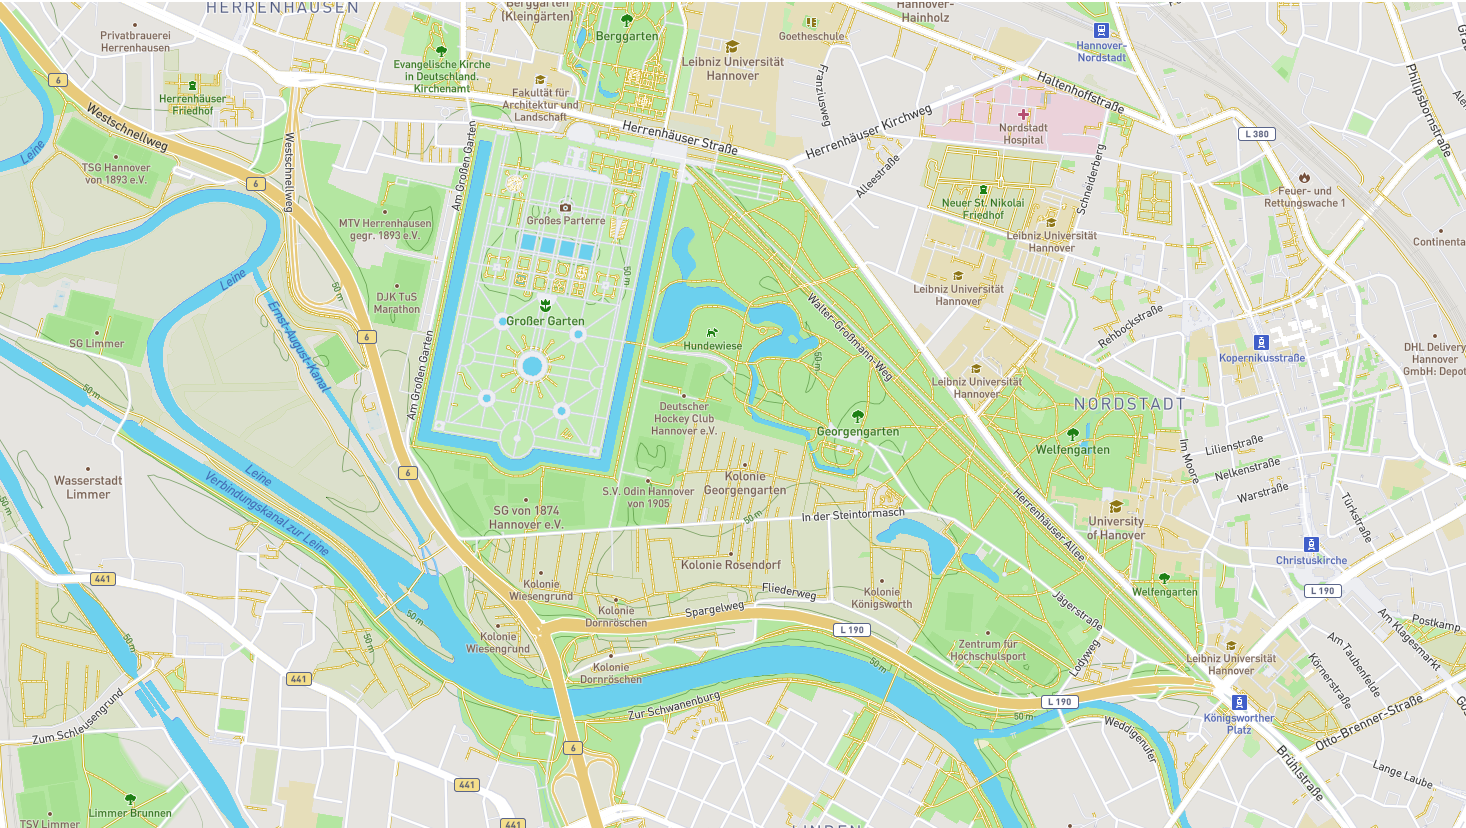 HERRENHAUSEN
Berggarten
(Kleingärten)
Hannover-
Hainholz
Privatbrauerei
Herrenhausen
Berggarten
Goetheschule
Hannover-
Nordstadt
Evangelische Kirche
in Deutschland.
Kirchenamt
Leibniz Universität
Hannover
Fakultät für
Architektur und
Landschaft
Franziusweg
Haltenhoffstraße
Philipsbornstraße
6
Herrenhäuser
Friedhof
Westschnellweg
Westschnellweg
Leine
Herrenhäuser Straße
Herrenhäuser Kirchweg
Nordstadt
Hospital
L 380
TSG Hannover
von 1893 e.V.
6
Am Großen Garten
Alleestraße
Schneiderberg
Feuer- und
Rettungswache 1
Neuer St. Nikolai
Friedhof
MTV Herrenhausen
gegr. 1893 e.V.
Großes Parterre
Leibniz Universität
Hannover
Continenta
Leine
50 m
50 m
DJK TuS
Marathon
Leibniz Universität
Hannover
Ernst-August-Kanal
Großer Garten
Walter-Großmann-Weg
Rehbockstraße
SG Limmer
6
Hundewiese
Kopernikusstraße
DHL Delivery
Hannover
GmbH: Depot
50 m
50 m
Am Großen Garten
Leibniz Universität
Hannover
Deutscher
Hockey Club
Hannover e.V.
NORDSTADT
Georgengarten
Welfengarten
Im Moore
Lilienstraße
Nelkenstraße
Warstraße
Türkstraße
Wasserstadt
Limmer
Leine
Verbindungskanal zur Leine
6
Kolonie
Georgengarten
S.V. Odin Hannover
von 1905
50 m
SG von 1874
Hannover e.V.
50 m
In der Steintormasch
Herrenhäuser Allee
University
of Hanover
Christuskirche
Kolonie Rosendorf
441
Kolonie
Wiesengrund
Fliederweg
Spargelweg
Kolonie
Königsworth
Welfengarten
L 190
Kolonie
Dornröschen
50 m
50 m
Jägerstraße
Am Klagesmarkt
Postkamp
Kolonie
Wiesengrund
L 190
Zentrum für
Hochschulsport
Lodyweg
Leibniz Universität
Hannover
Am Taubenfelde
Körnerstraße
Kolonie
Dornröschen
50 m
441
Zur Schwanenburg
L 190
50 m
Königsworther
Platz
Weddigenufer
Otto-Brenner-Straße
Zum Schleusengrund
6
Brühlstraße
Lange Laube
441
Limmer Brunnen
TSV Limmer
441
LINDEN